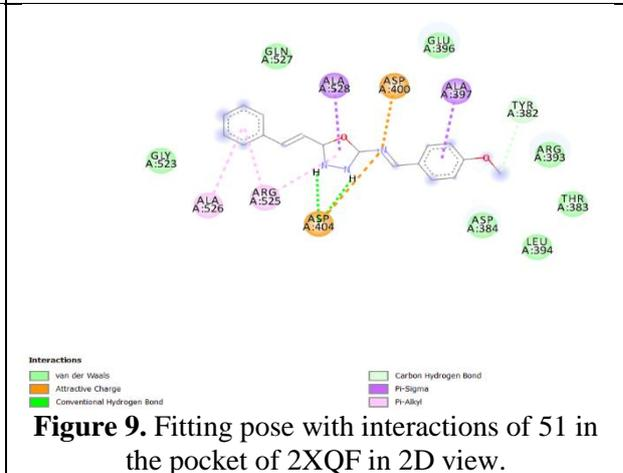 GLU
A:396
GLN
A:527
ALA
A:528
ASP
A:400
ALA
A:397
TYR
A:382
O
N
O
GLY
A:523
ARG
A:393
N
N
H
H
ALA
A:526
ARG
A:525
THR
A:383
ASP
A:404
ASP
A:384
LEU
A:394
Interactions
van der Waals
Attractive Charge
Conventional Hydrogen Bond
Carbon Hydrogen Bond
Pi-Sigma
Pi-Alkyl
Figure 9. Fitting pose with interactions of 51 in
the pocket of 2XQF in 2D view.